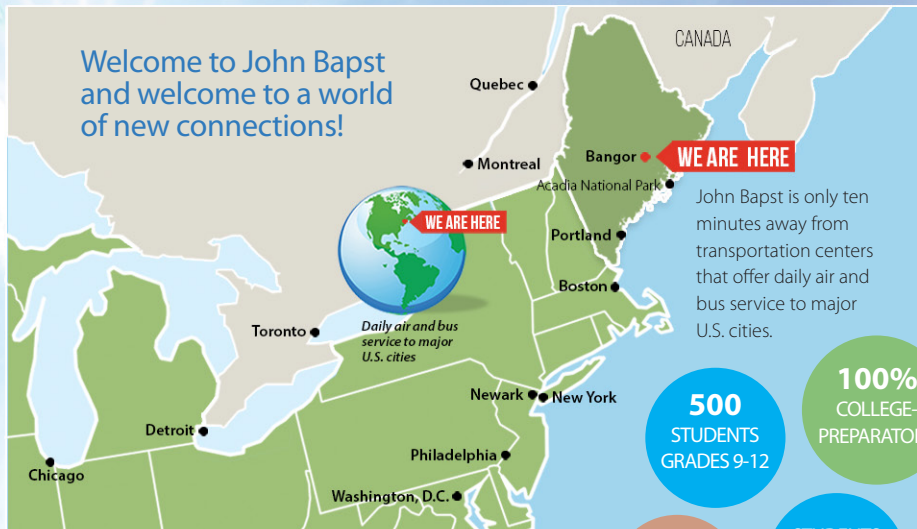 Welcome to John Bapst
and welcome to a world
of new connections!
CANADA
Quebec
Montreal
Bangor
WE ARE HERE
Acadia National Park
John Bapst is only ten
minutes away from
transportation centers
that offer daily air and
bus service to major
U.S. cities.
WE ARE HERE
Portland
Boston
Toronto
Daily air and bus
service to major
U.S. cities
Newark
New York
Detroit
Philadelphia
Chicago
Washington, D.C.
500
STUDENTS
GRADES 9-12
100%
COLLEGE-